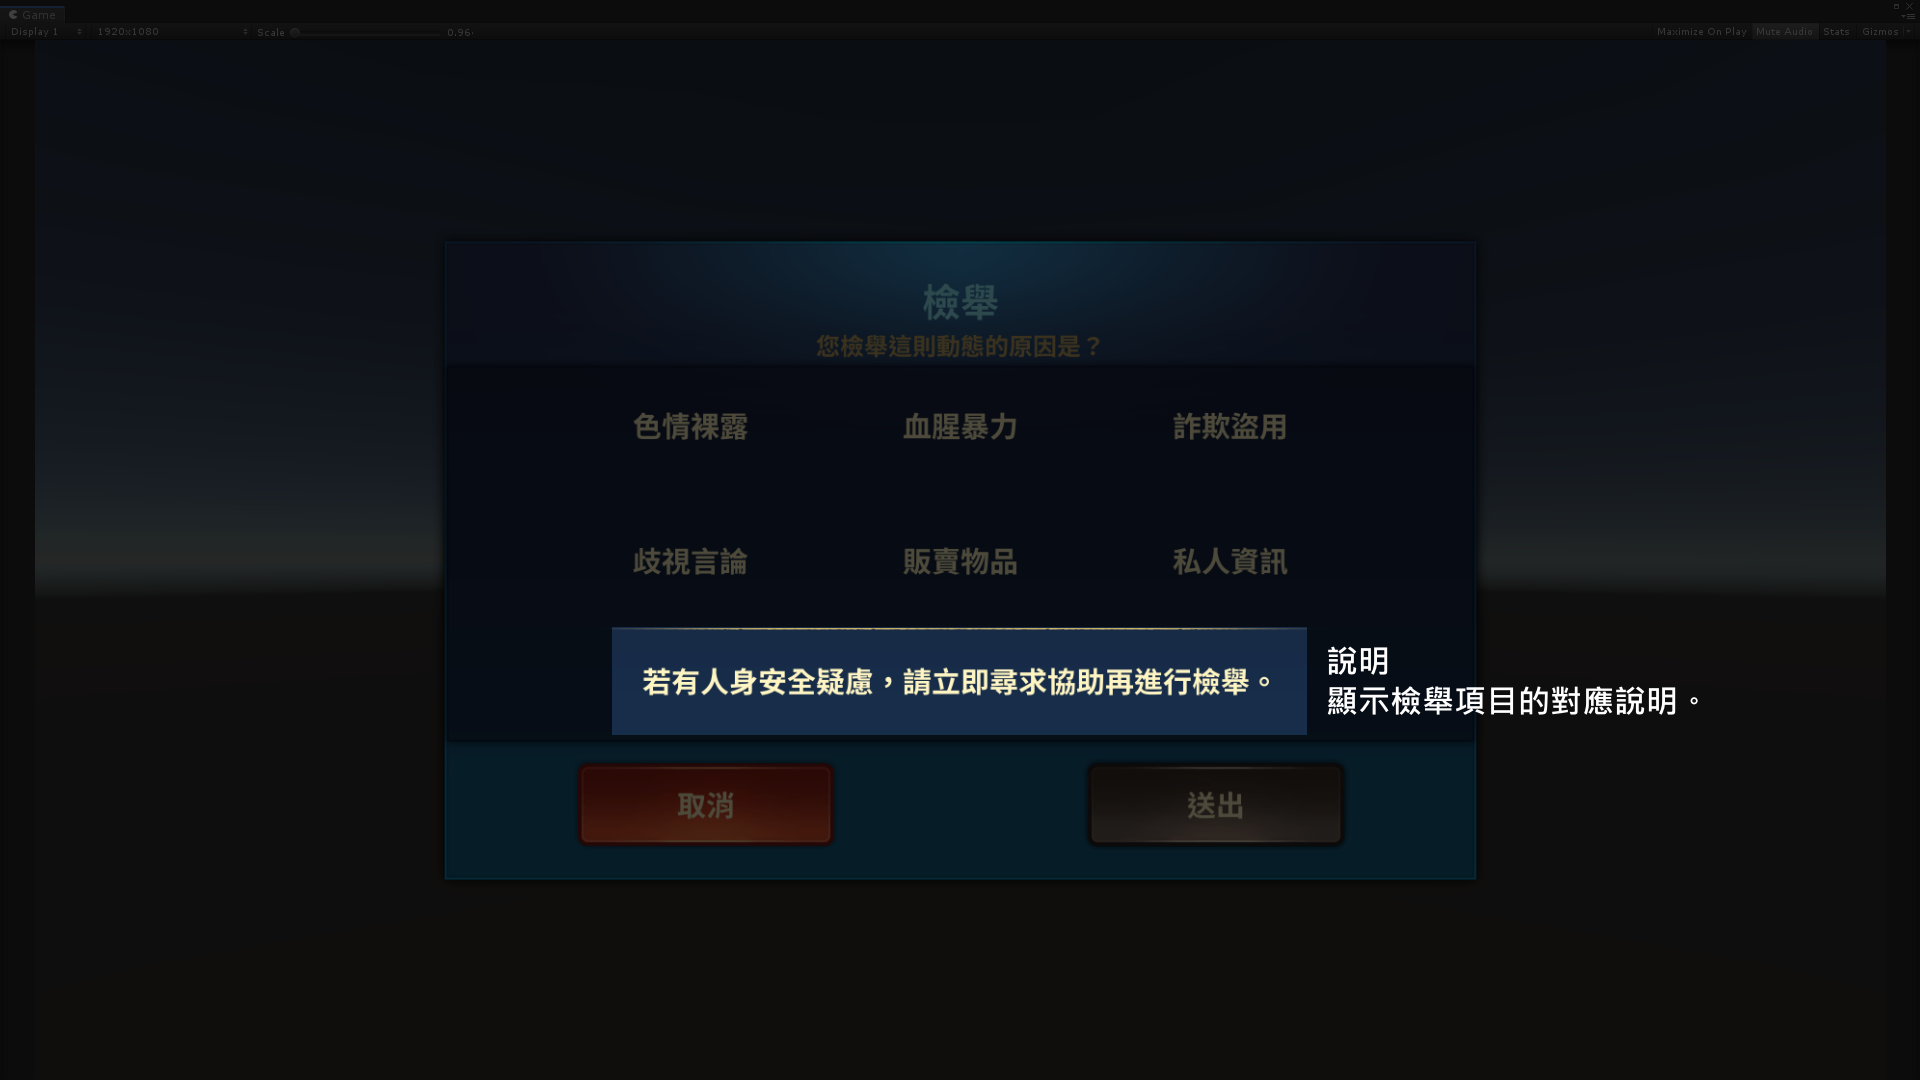 Game
Display 1
1920x1080
Scale
0.96
Maximize On Play
Mute Audio
Stats
Gizmos
檢舉
您檢舉這則動態的原因是？
色情裸露
血腥暴力
詐欺盜用
歧視言論
販賣物品
私人資訊
若有人身安全疑慮，請立即尋求協助再進行檢舉。
說明
顯示檢舉項目的對應說明。
取消
送出